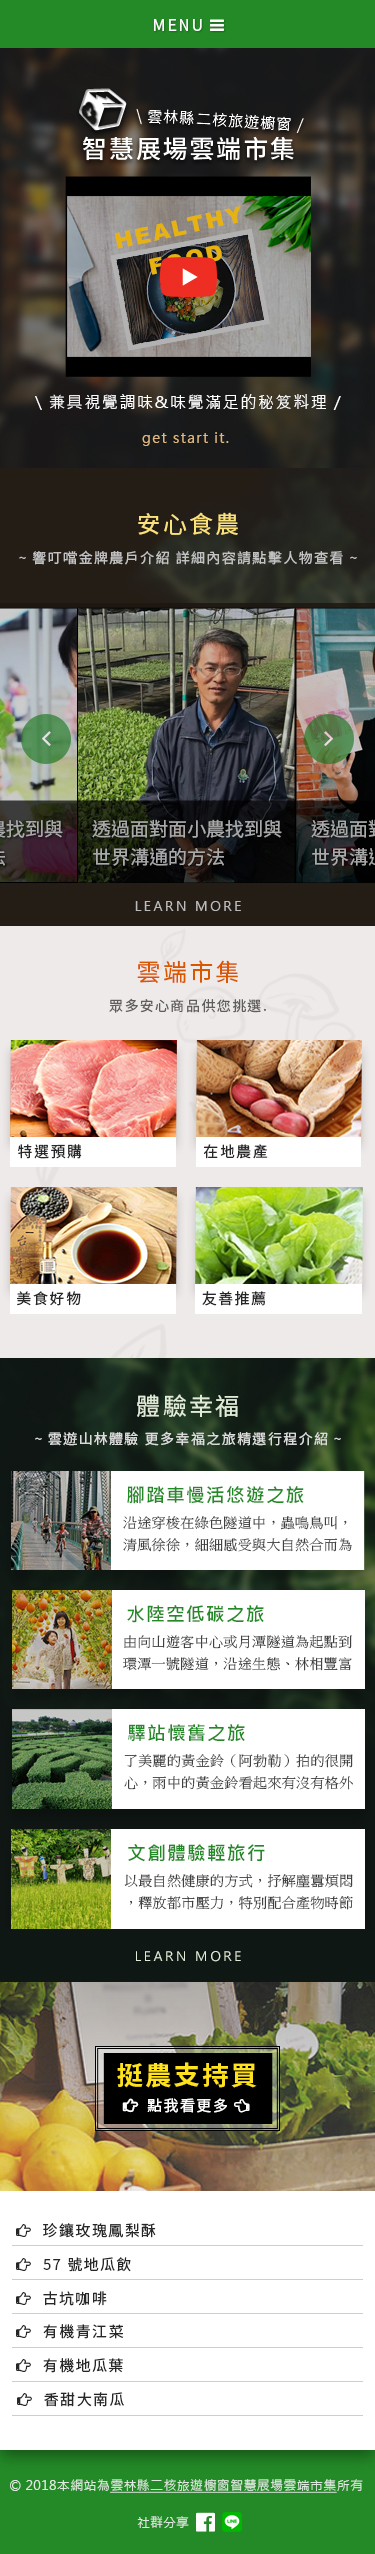 MENU
\ 雲林縣二核旅遊櫥窗 /
智慧展場雲端市集
HEALTHY
FOOD
\ 兼具視覺調味&味覺滿足的秘笈料理 /
get start it.
安心食農
~ 響叮噹金牌農戶介紹 詳細內容請點擊人物查看 ~
農找到與
法
透過面對面小農找到與
世界溝通的方法
透過面對
世界溝通
LEARN MORE
雲端市集
眾多安心商品供您挑選.
特選預購
在地農產
美食好物
友善推薦
體驗幸福
~ 雲遊山林體驗 更多幸福之旅精選行程介紹 ~
腳踏車慢活悠遊之旅
沿途穿梭在綠色隧道中，蟲鳴鳥叫，
清風徐徐，細細感受與大自然合而為
水陸空低碳之旅
由向山遊客中心或月潭隧道為起點到
環潭一號隧道，沿途生態、林相豐富
驛站懷舊之旅
了美麗的黃金鈴（阿勃勒）拍的很開
心，雨中的黃金鈴看起來有沒有格外
文創體驗輕旅行
以最自然健康的方式，抒解塵囂煩悶
，釋放都市壓力，特別配合產物時節
LEARN MORE
挺農支持買
點我看更多
珍鑲玫瑰鳳梨酥
57 號地瓜飲
古坑咖啡
有機青江菜
有機地瓜葉
香甜大南瓜
© 2018本網站為雲林縣二核旅遊櫥窗智慧展場雲端市集所有
社群分享
LINE